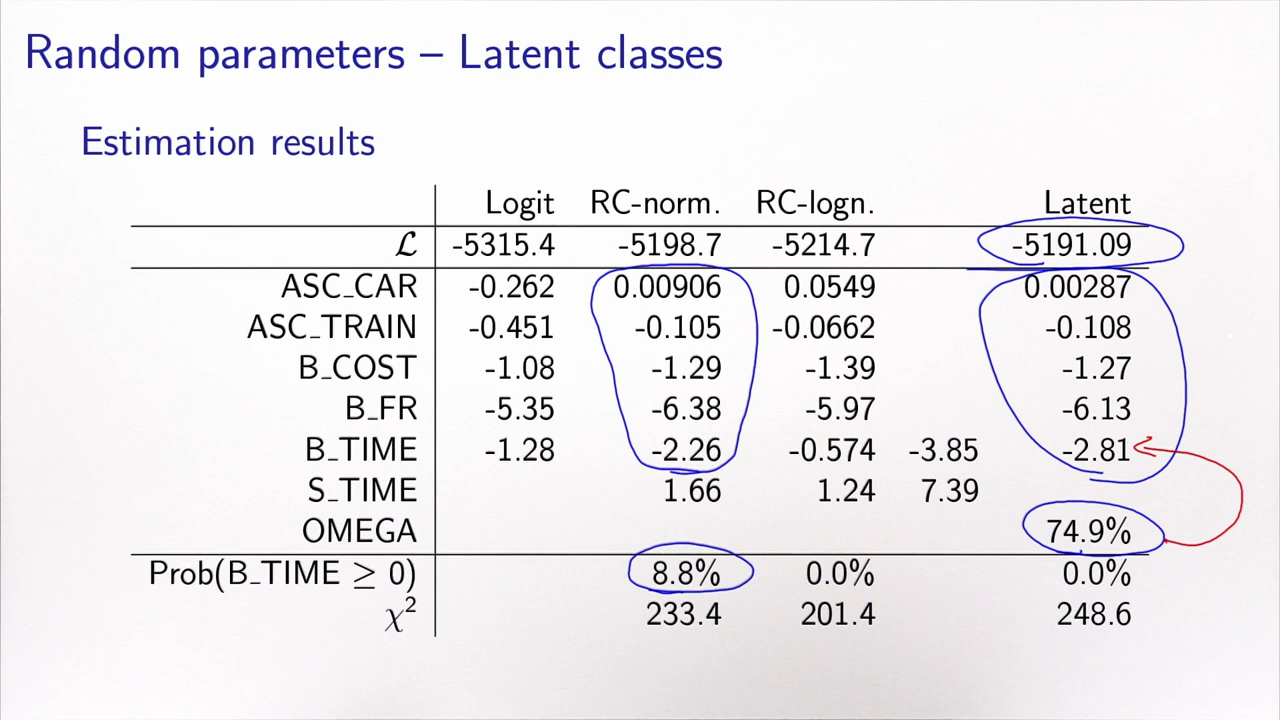 Random parameters – Latent classes
Estimation results
Logit RC-norm. RC-logn. Latent
ℒ -5315.4 -5198.7 -5214.7 -5191.09
ASC_CAR -0.262 0.00906 0.0549 0.00287
ASC_TRAIN -0.451 -0.105 -0.0662 -0.108
B_COST -1.08 -1.29 -1.39 -1.27
B_FR -5.35 -6.38 -5.97 -6.13
B_TIME -1.28 -2.26 -0.574 -3.85 -2.81
S_TIME 1.66 1.24 7.39
OMEGA 74.9%
Prob(B_TIME ≥ 0) 8.8% 0.0% 0.0%
χ² 233.4 201.4 248.6